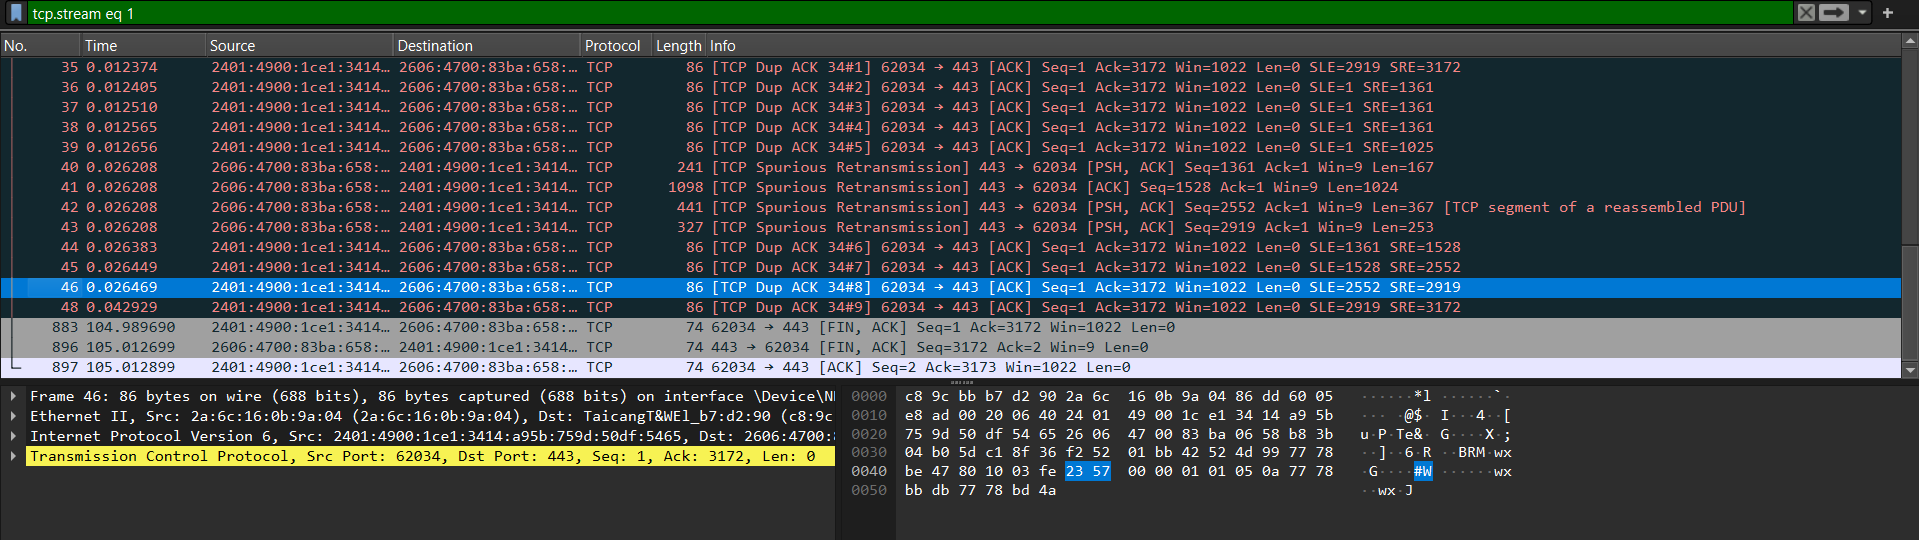 tcp.stream eq 1
No. Time Source Destination Protocol Length Info
35 0.012374 2401:4900:1ce1:3414… 2606:4700:83ba:658:… TCP 86 [TCP Dup ACK 34#1] 62034 → 443 [ACK] Seq=1 Ack=3172 Win=1022 Len=0 SLE=2919 SRE=3172
36 0.012405 2401:4900:1ce1:3414… 2606:4700:83ba:658:… TCP 86 [TCP Dup ACK 34#2] 62034 → 443 [ACK] Seq=1 Ack=3172 Win=1022 Len=0 SLE=1 SRE=1361
37 0.012510 2401:4900:1ce1:3414… 2606:4700:83ba:658:… TCP 86 [TCP Dup ACK 34#3] 62034 → 443 [ACK] Seq=1 Ack=3172 Win=1022 Len=0 SLE=1 SRE=1361
38 0.012565 2401:4900:1ce1:3414… 2606:4700:83ba:658:… TCP 86 [TCP Dup ACK 34#4] 62034 → 443 [ACK] Seq=1 Ack=3172 Win=1022 Len=0 SLE=1 SRE=1361
39 0.012656 2401:4900:1ce1:3414… 2606:4700:83ba:658:… TCP 86 [TCP Dup ACK 34#5] 62034 → 443 [ACK] Seq=1 Ack=3172 Win=1022 Len=0 SLE=1 SRE=1025
40 0.026208 2606:4700:83ba:658:… 2401:4900:1ce1:3414… TCP 241 [TCP Spurious Retransmission] 443 → 62034 [PSH, ACK] Seq=1361 Ack=1 Win=9 Len=167
41 0.026208 2606:4700:83ba:658:… 2401:4900:1ce1:3414… TCP 1098 [TCP Spurious Retransmission] 443 → 62034 [ACK] Seq=1528 Ack=1 Win=9 Len=1024
42 0.026208 2606:4700:83ba:658:… 2401:4900:1ce1:3414… TCP 441 [TCP Spurious Retransmission] 443 → 62034 [PSH, ACK] Seq=2552 Ack=1 Win=9 Len=367 [TCP segment of a reassembled PDU]
43 0.026208 2606:4700:83ba:658:… 2401:4900:1ce1:3414… TCP 327 [TCP Spurious Retransmission] 443 → 62034 [PSH, ACK] Seq=2919 Ack=1 Win=9 Len=253
44 0.026383 2401:4900:1ce1:3414… 2606:4700:83ba:658:… TCP 86 [TCP Dup ACK 34#6] 62034 → 443 [ACK] Seq=1 Ack=3172 Win=1022 Len=0 SLE=1361 SRE=1528
45 0.026449 2401:4900:1ce1:3414… 2606:4700:83ba:658:… TCP 86 [TCP Dup ACK 34#7] 62034 → 443 [ACK] Seq=1 Ack=3172 Win=1022 Len=0 SLE=1528 SRE=2552
46 0.026469 2401:4900:1ce1:3414… 2606:4700:83ba:658:… TCP 86 [TCP Dup ACK 34#8] 62034 → 443 [ACK] Seq=1 Ack=3172 Win=1022 Len=0 SLE=2552 SRE=2919
48 0.042929 2401:4900:1ce1:3414… 2606:4700:83ba:658:… TCP 86 [TCP Dup ACK 34#9] 62034 → 443 [ACK] Seq=1 Ack=3172 Win=1022 Len=0 SLE=2919 SRE=3172
883 104.989690 2401:4900:1ce1:3414… 2606:4700:83ba:658:… TCP 74 62034 → 443 [FIN, ACK] Seq=1 Ack=3172 Win=1022 Len=0
896 105.012699 2606:4700:83ba:658:… 2401:4900:1ce1:3414… TCP 74 443 → 62034 [FIN, ACK] Seq=3172 Ack=2 Win=9 Len=0
897 105.012899 2401:4900:1ce1:3414… 2606:4700:83ba:658:… TCP 74 62034 → 443 [ACK] Seq=2 Ack=3173 Win=1022 Len=0
Frame 46: 86 bytes on wire (688 bits), 86 bytes captured (688 bits) on interface \Device\N
Ethernet II, Src: 2a:6c:16:0b:9a:04 (2a:6c:16:0b:9a:04), Dst: TaicangT&WEl_b7:d2:90 (c8:9c
Internet Protocol Version 6, Src: 2401:4900:1ce1:3414:a95b:759d:50df:5465, Dst: 2606:4700:8
Transmission Control Protocol, Src Port: 62034, Dst Port: 443, Seq: 1, Ack: 3172, Len: 0
0000 c8 9c bb b7 d2 90 2a 6c 16 0b 9a 04 86 dd 60 05 ······*l ······`·
0010 e8 ad 00 20 06 40 24 01 49 00 1c e1 34 14 a9 5b ··· ·@$· I···4··[
0020 75 9d 50 df 54 65 26 06 47 00 83 ba 06 58 b8 3b u·P·Te&· G····X·;
0030 04 b0 5d c1 8f 36 f2 52 01 bb 42 52 4d 99 77 78 ··]··6·R ··BRM·wx
0040 be 47 80 10 03 fe 23 57 00 00 01 01 05 0a 77 78 ·G····#W ······wx
0050 bb db 77 78 bd 4a ··wx·J